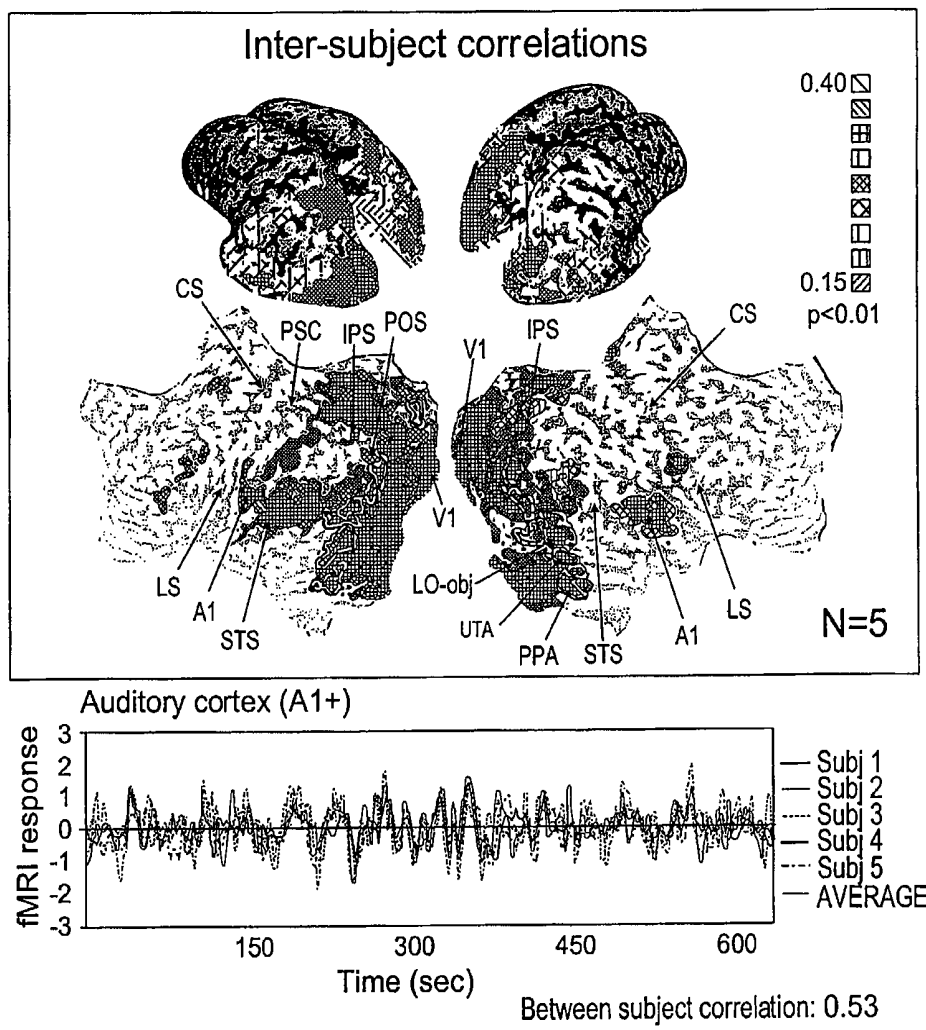 Inter-subject correlations
0.40
0.15
p<0.01
CS
PSC
IPS
POS
V1
IPS
CS
LS
A1
STS
V1
LO-obj
UTA
PPA
STS
A1
LS
N=5
Auditory cortex (A1+)
fMRI response
3
2
1
0
-1
-2
-3
150
300
450
600
Time (sec)
Subj 1
Subj 2
Subj 3
Subj 4
Subj 5
AVERAGE
Between subject correlation: 0.53